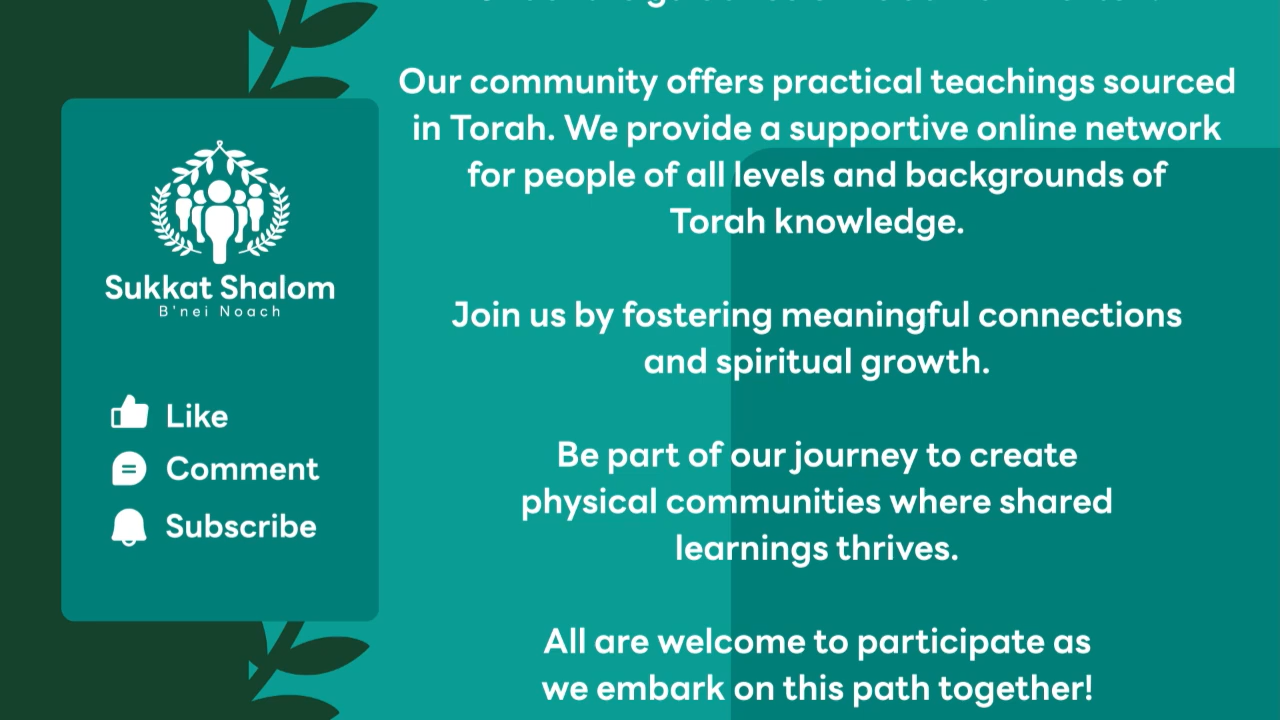 Our community offers practical teachings sourced
in Torah. We provide a supportive online network
for people of all levels and backgrounds of
Torah knowledge.
Join us by fostering meaningful connections
and spiritual growth.
Be part of our journey to create
physical communities where shared
learnings thrives.
All are welcome to participate as
we embark on this path together!
Sukkat Shalom
B'nei Noach
Like
Comment
Subscribe